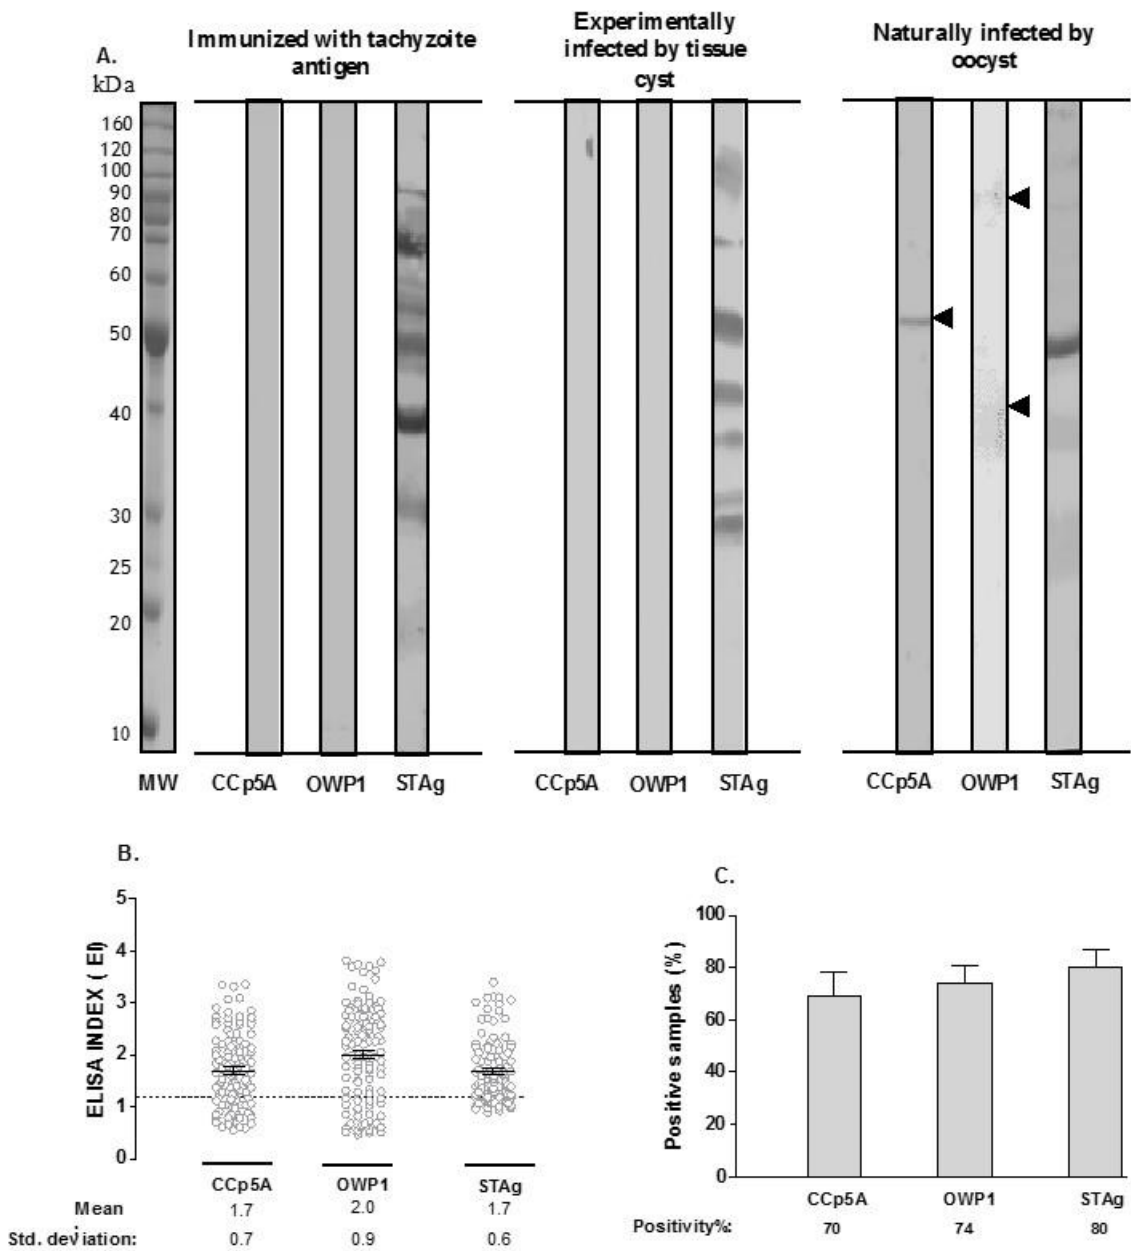 A.
kDa
Immunized with tachyzoite
antigen
Experimentally
infected by tissue
cyst
Naturally infected by
oocyst
160
120
100
90
80
70
60
50
40
30
25
20
10
MW CCp5A OWP1 STAg CCp5A OWP1 STAg CCp5A OWP1 STAg
B.
ELISA INDEX ( EI)
5
4
3
2
1
0
CCp5A OWP1 STAg
Mean 1.7 2.0 1.7
Std. deviation: 0.7 0.9 0.6
C.
Positive samples (%)
100
80
60
40
20
0
CCp5A OWP1 STAg
Positivity%: 70 74 80